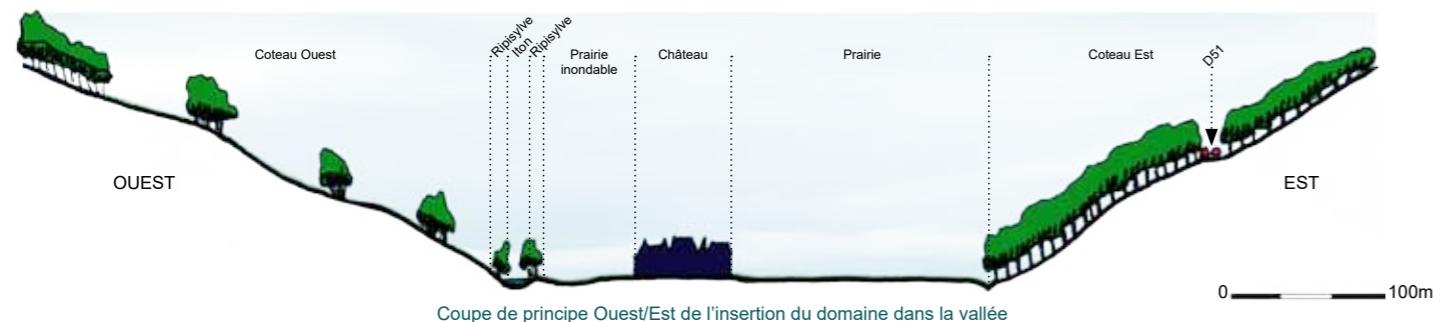 Coteau Ouest
Ripisylve
Iton
Ripisylve
Prairie
inondable
Château
Prairie
Coteau Est
D51
OUEST
EST
0 100m
Coupe de principe Ouest/Est de l'insertion du domaine dans la vallée